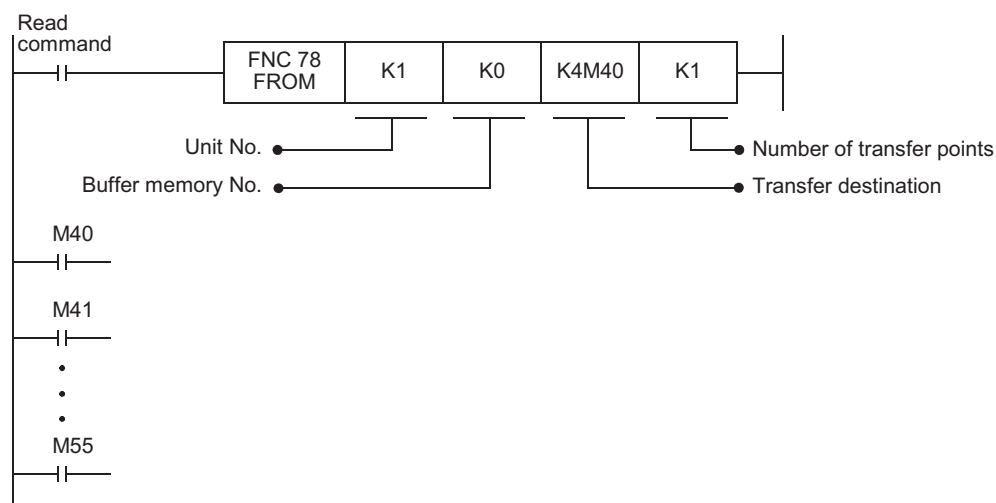 Read
command
FNC 78
FROM
K1
K0
K4M40
K1
Unit No.
Number of transfer points
Buffer memory No.
Transfer destination
M40
M41
M55